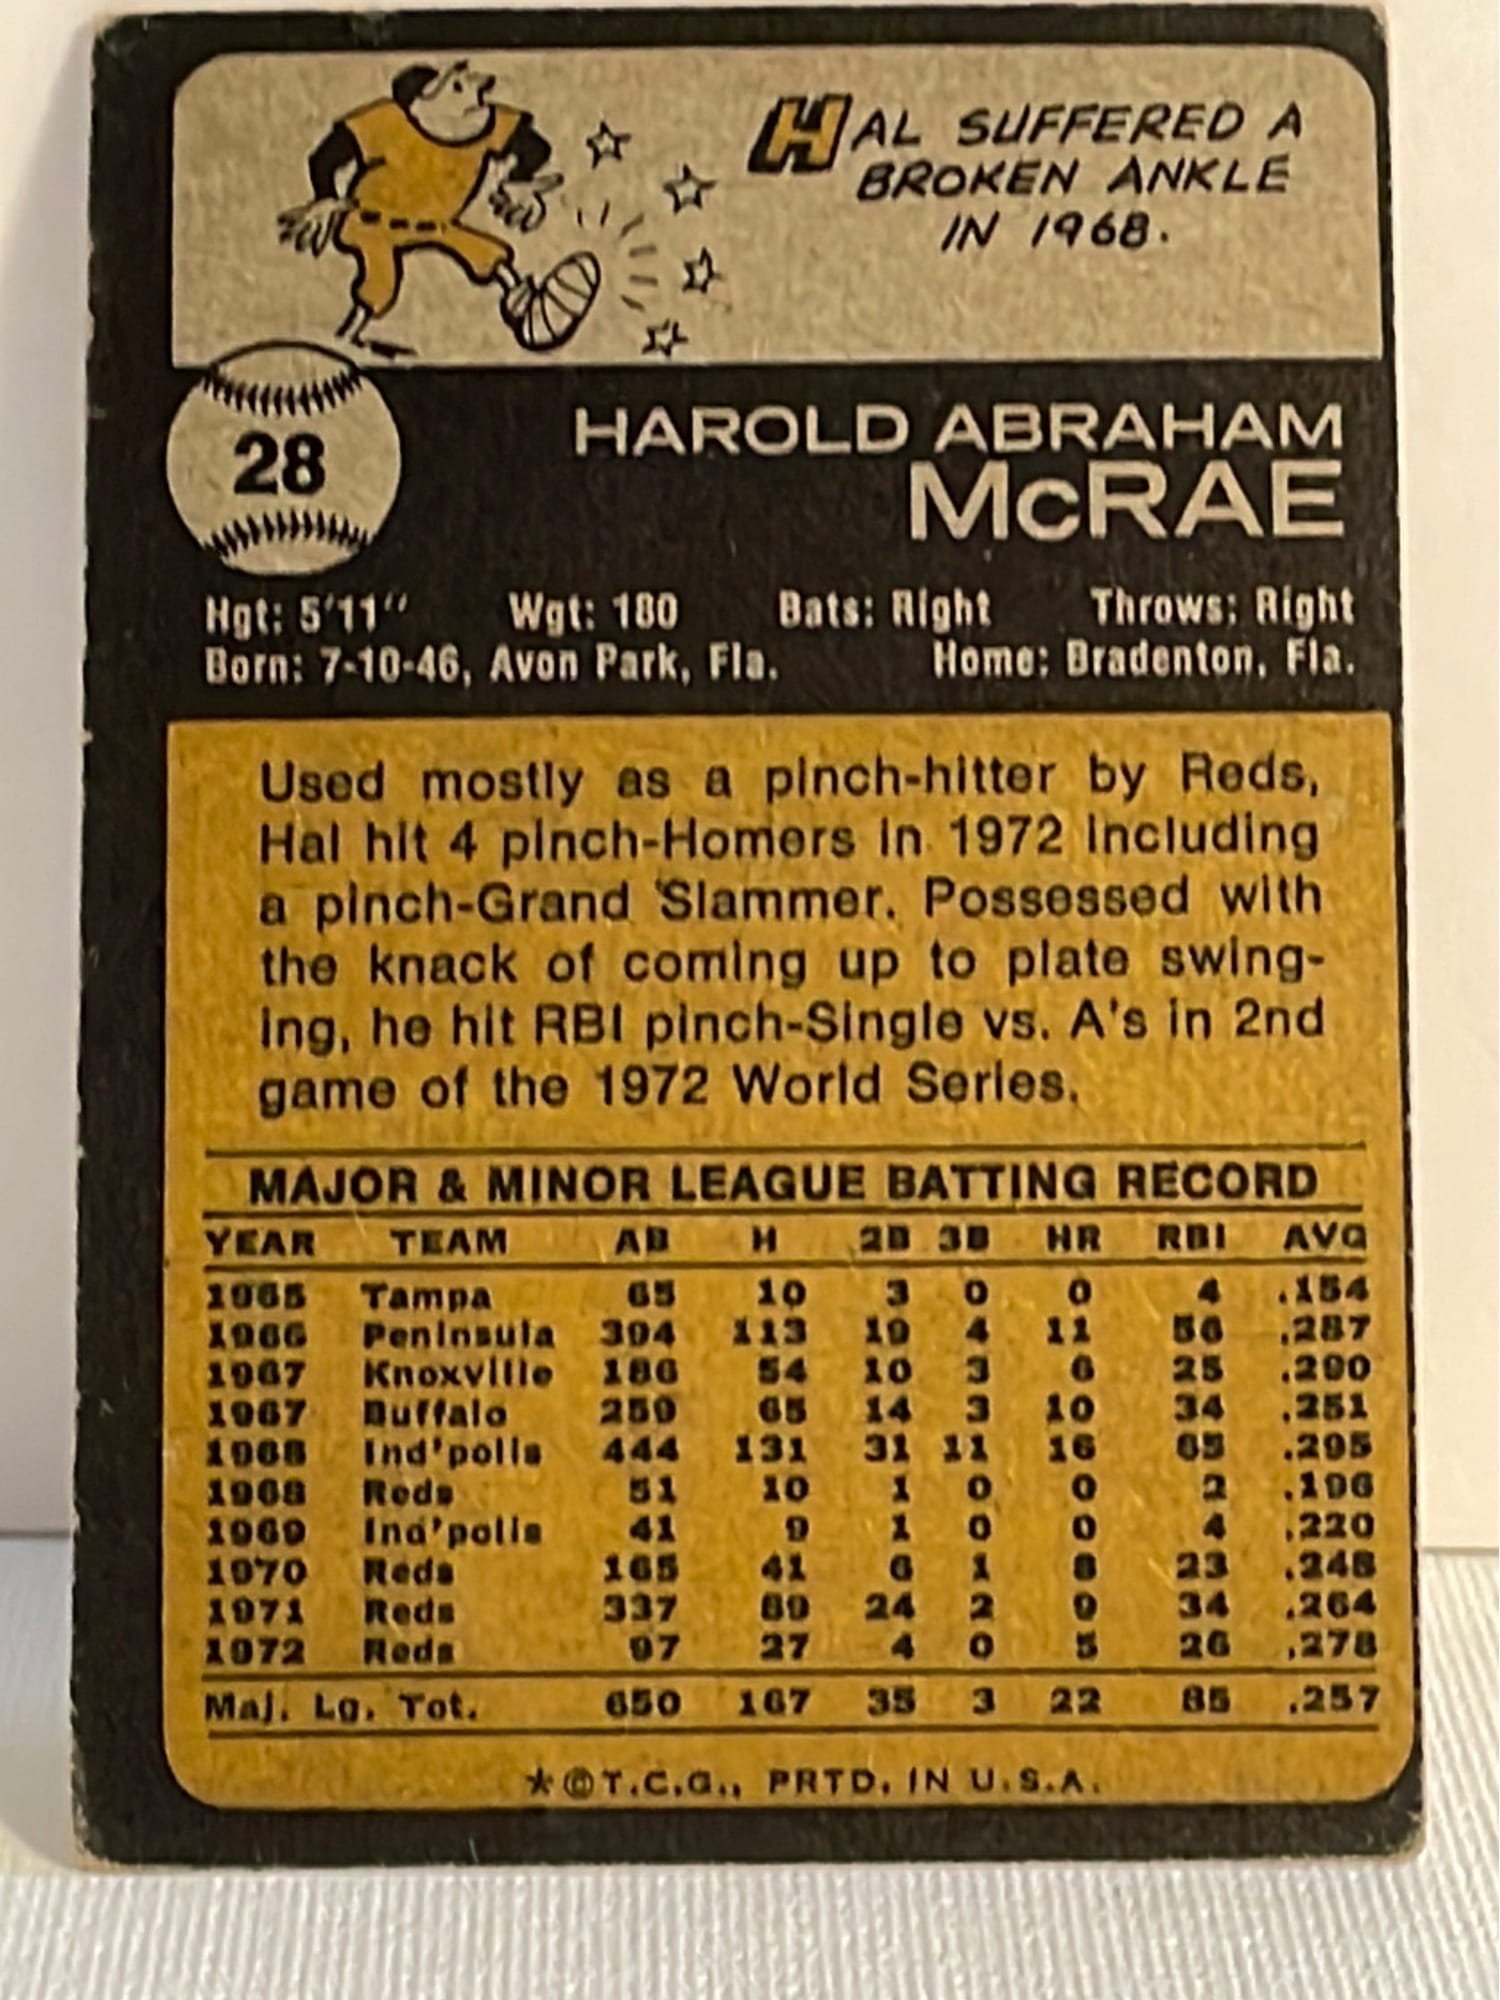 HAL SUFFERED A
BROKEN ANKLE
IN 1968.
28
HAROLD ABRAHAM
McRAE
Hgt: 5'11" Wgt: 180 Bats: Right Throws: Right
Born: 7-10-46, Avon Park, Fla. Home: Bradenton, Fla.
Used mostly as a pinch-hitter by Reds,
Hal hit 4 pinch-Homers in 1972 including
a pinch-Grand Slammer. Possessed with
the knack of coming up to plate swing-
ing, he hit RBI pinch-Single vs. A's in 2nd
game of the 1972 World Series.
MAJOR & MINOR LEAGUE BATTING RECORD
YEAR TEAM AB H 2B 3B HR RBI AVG
1965 Tampa 65 10 3 0 0 4 .154
1966 Peninsula 394 113 19 4 11 56 .287
1967 Knoxville 186 54 10 3 6 25 .290
1967 Buffalo 259 65 14 3 10 34 .251
1968 Ind'polis 444 131 31 11 16 65 .295
1968 Reds 51 10 1 0 0 2 .196
1969 Ind'polis 41 9 1 0 0 4 .220
1970 Reds 165 41 6 1 8 23 .248
1971 Reds 337 89 24 2 9 34 .264
1972 Reds 97 27 4 0 5 26 .278
Maj. Lg. Tot. 650 167 35 3 22 85 .257
★©T.C.G., PRTD. IN U.S.A.